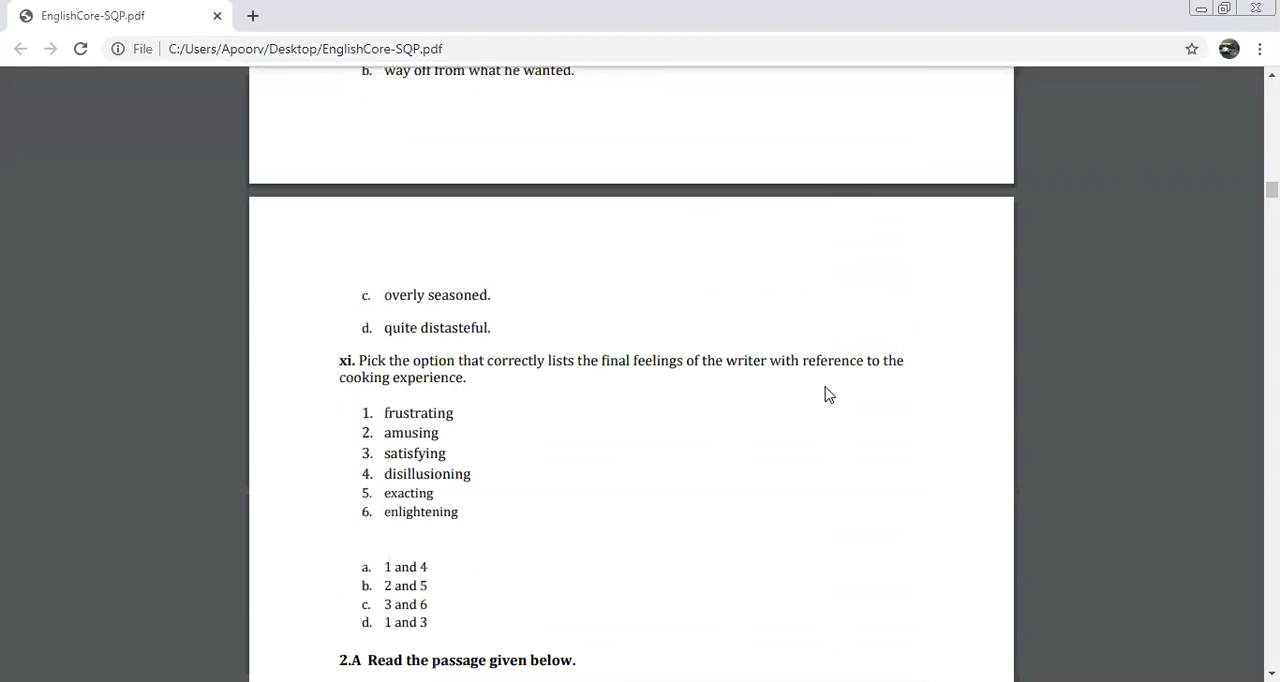 EnglishCore-SQP.pdf
File C:/Users/Apoorv/Desktop/EnglishCore-SQP.pdf
b. way off from what he wanted.
c. overly seasoned.
d. quite distasteful.
xi. Pick the option that correctly lists the final feelings of the writer with reference to the
cooking experience.
1. frustrating
2. amusing
3. satisfying
4. disillusioning
5. exacting
6. enlightening
a. 1 and 4
b. 2 and 5
c. 3 and 6
d. 1 and 3
2.A Read the passage given below.